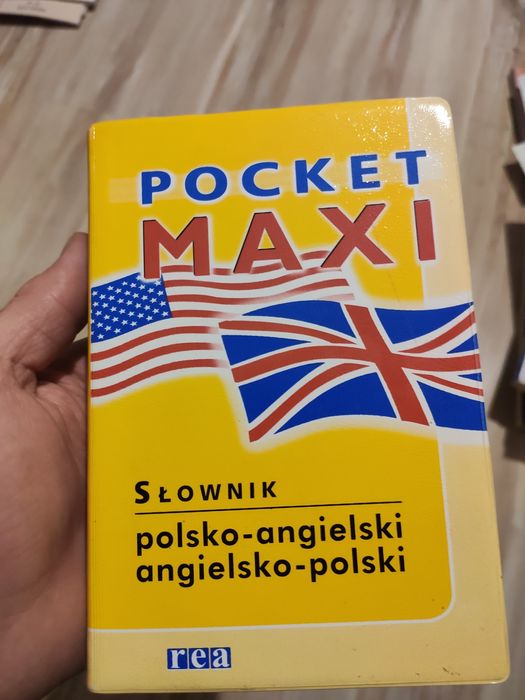 POCKET
MAXI
SŁOWNIK
polsko-angielski
angielsko-polski
rea